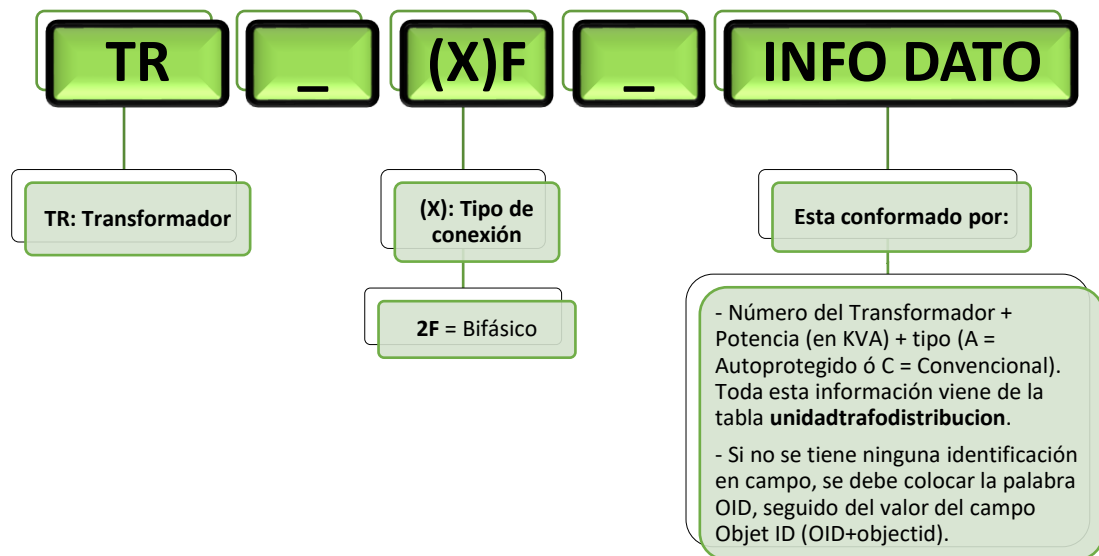 TR _ (X)F _ INFO DATO
TR: Transformador
(X): Tipo de
conexión
2F = Bifásico
Esta conformado por:
- Número del Transformador +
Potencia (en KVA) + tipo (A =
Autoprotegido ó C = Convencional).
Toda esta información viene de la
tabla unidadtrafodistribucion.
- Si no se tiene ninguna identificación
en campo, se debe colocar la palabra
OID, seguido del valor del campo
Objet ID (OID+objectid).